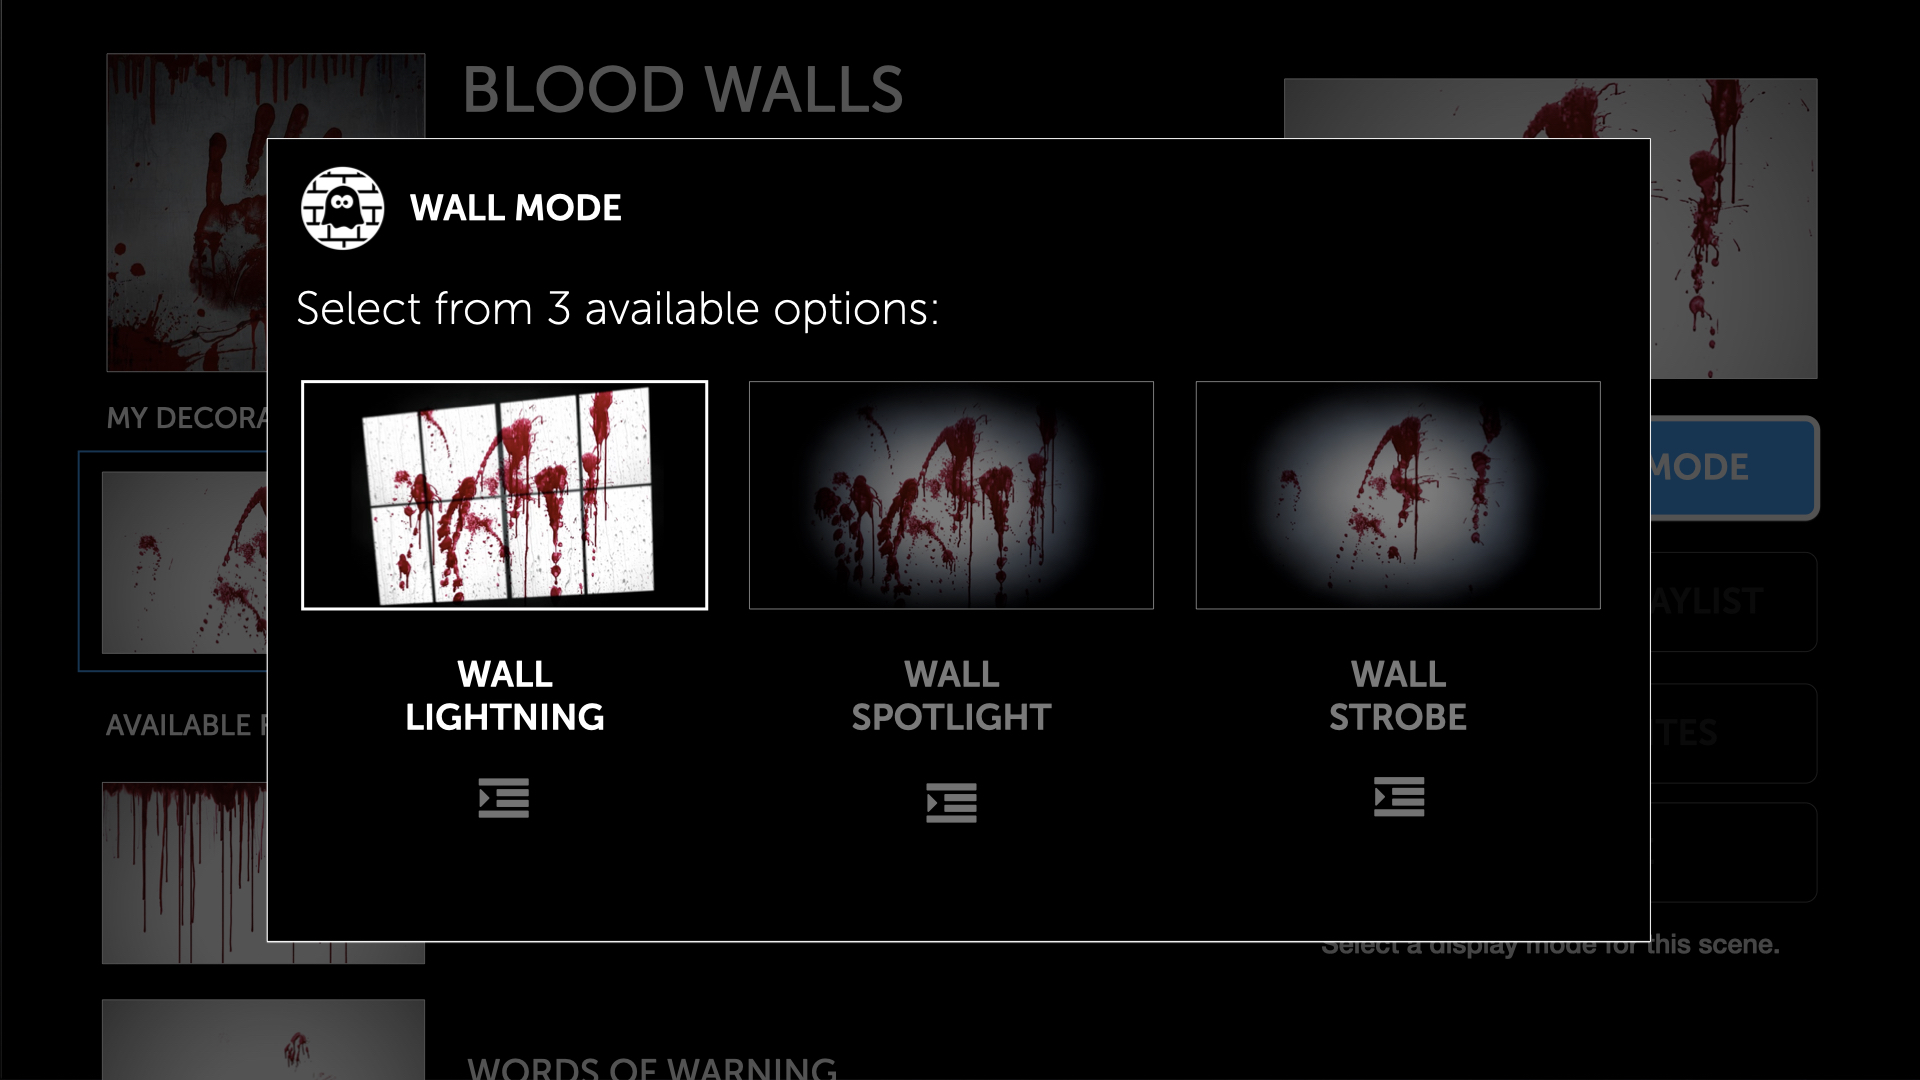 BLOOD WALLS
WALL MODE
Select from 3 available options:
MY DECORA
MODE
AYLIST
WALL
LIGHTNING
WALL
SPOTLIGHT
WALL
STROBE
AVAILABLE
TES
Select a display mode for this scene.
WORDS OF WARNING